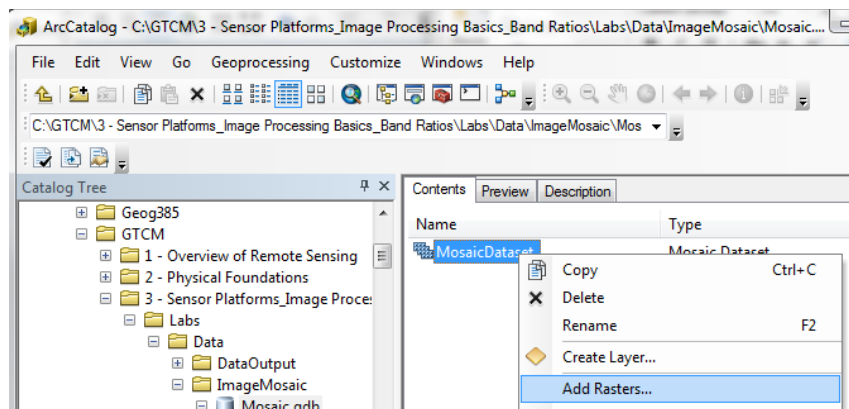 ArcCatalog - C:\GTCM\3 - Sensor Platforms_Image Processing Basics_Band Ratios\Labs\Data\ImageMosaic\Mosaic....
File Edit View Go Geoprocessing Customize Windows Help
C:\GTCM\3 - Sensor Platforms_Image Processing Basics_Band Ratios\Labs\Data\ImageMosaic\Mos
Catalog Tree
Contents Preview Description
Geog385
Name Type
GTCM
MosaicDataset Mosaic Dataset
1 - Overview of Remote Sensing
Copy Ctrl+C
2 - Physical Foundations
Delete
3 - Sensor Platforms_Image Proce
Rename F2
Labs
Data
Create Layer...
DataOutput
ImageMosaic
Add Rasters...
Mosaic.gdb